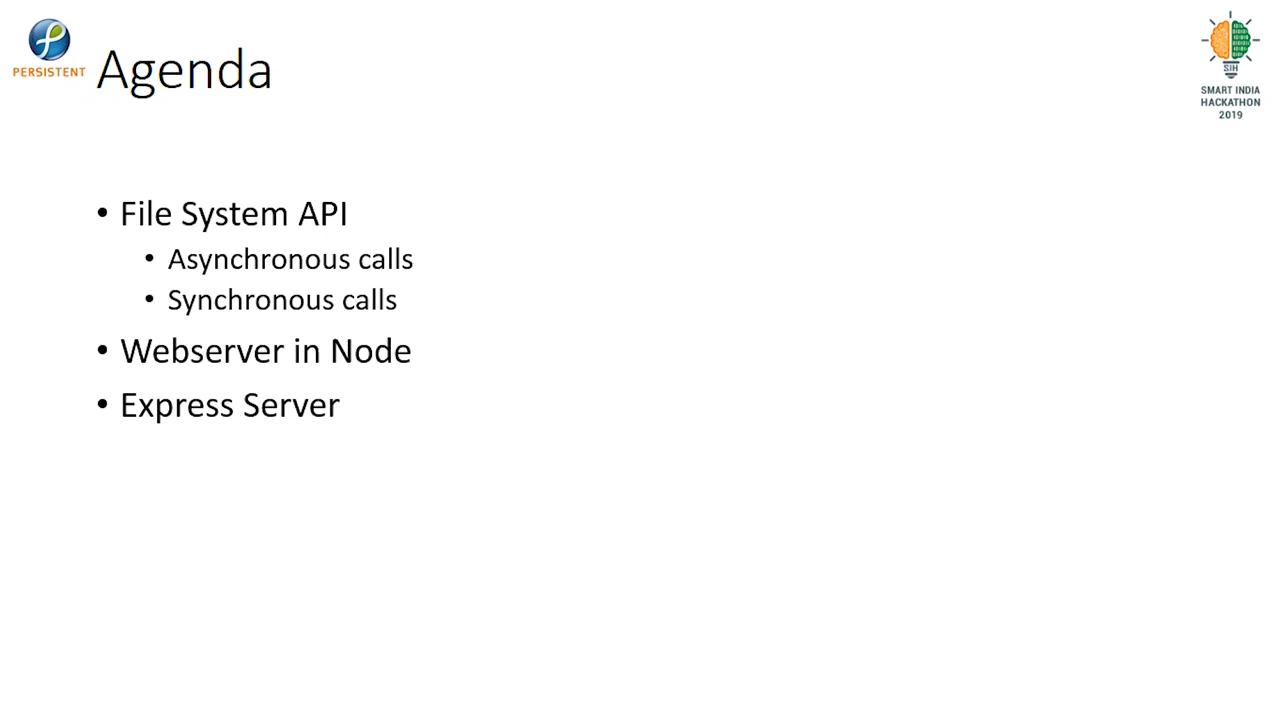 PERSISTENT
Agenda
SIH
SMART INDIA
HACKATHON
2019
• File System API
• Asynchronous calls
• Synchronous calls
• Webserver in Node
• Express Server